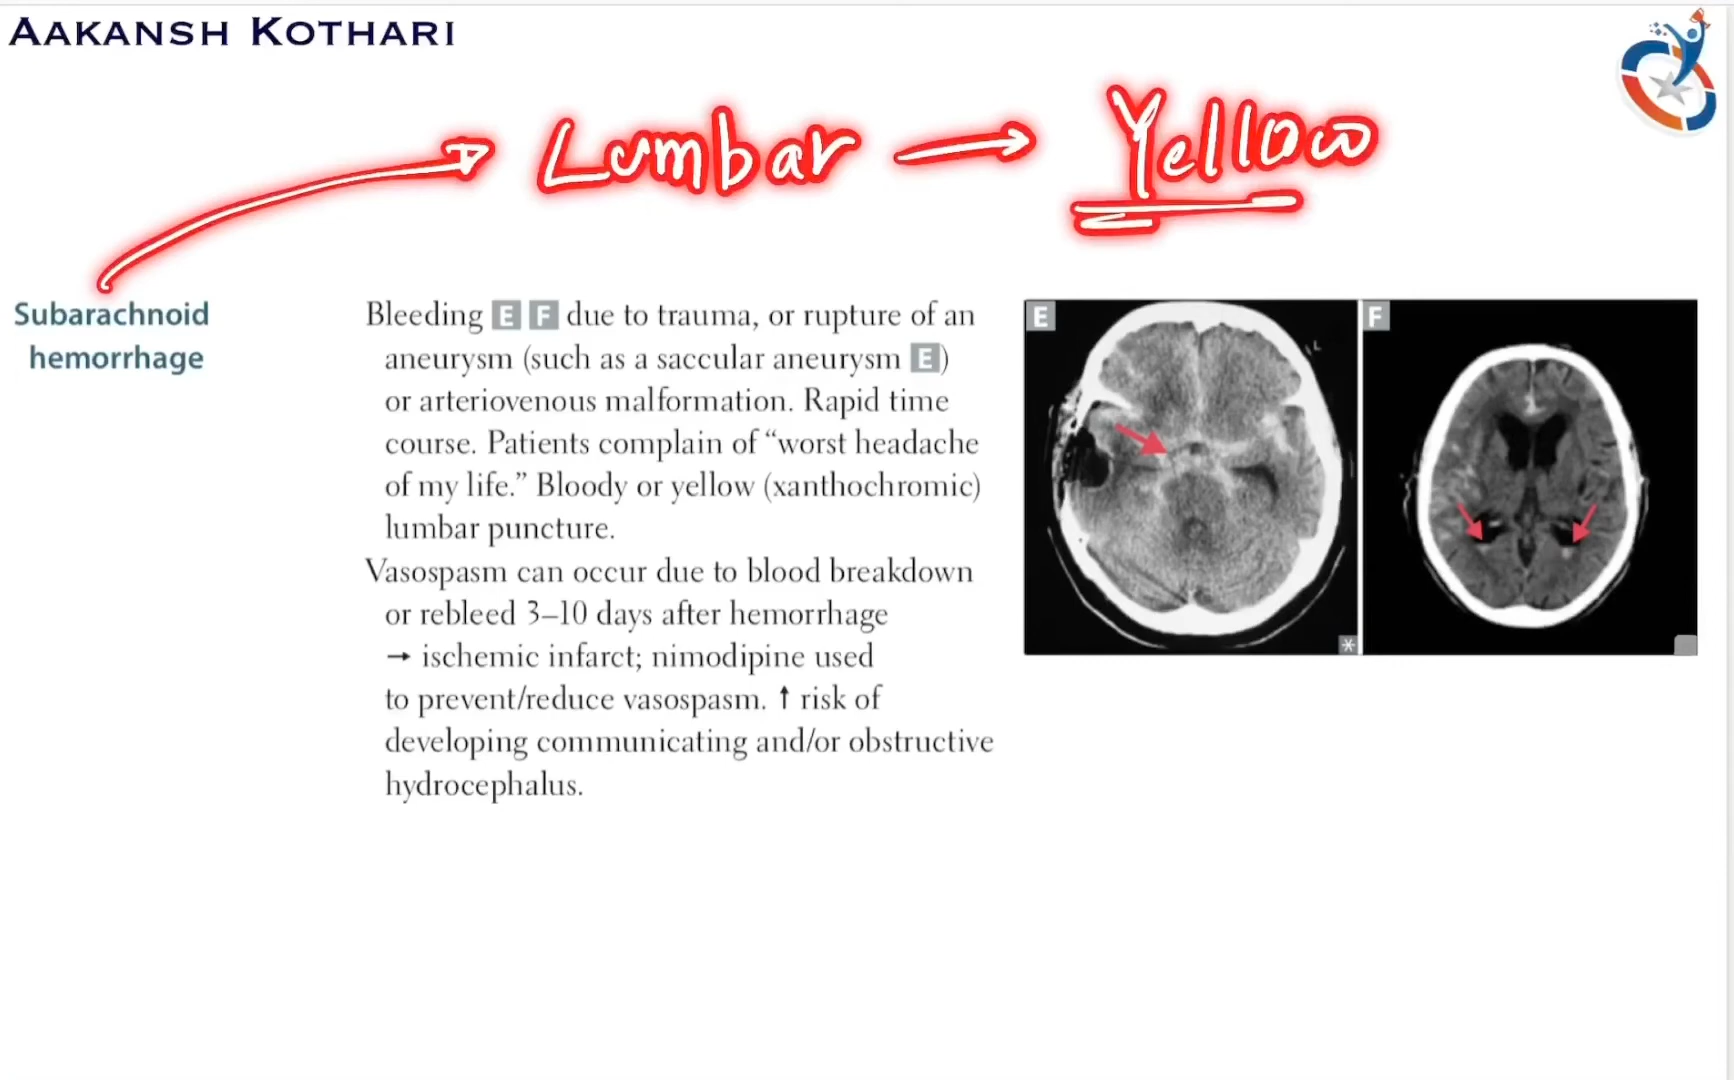 AAKANSH KOTHARI
Lumbar → Yellow
Subarachnoid
hemorrhage
Bleeding E F due to trauma, or rupture of an
aneurysm (such as a saccular aneurysm E)
or arteriovenous malformation. Rapid time
course. Patients complain of “worst headache
of my life.” Bloody or yellow (xanthochromic)
lumbar puncture.
Vasospasm can occur due to blood breakdown
or rebleed 3–10 days after hemorrhage
→ ischemic infarct; nimodipine used
to prevent/reduce vasospasm. ↑ risk of
developing communicating and/or obstructive
hydrocephalus.
E
F
L
*